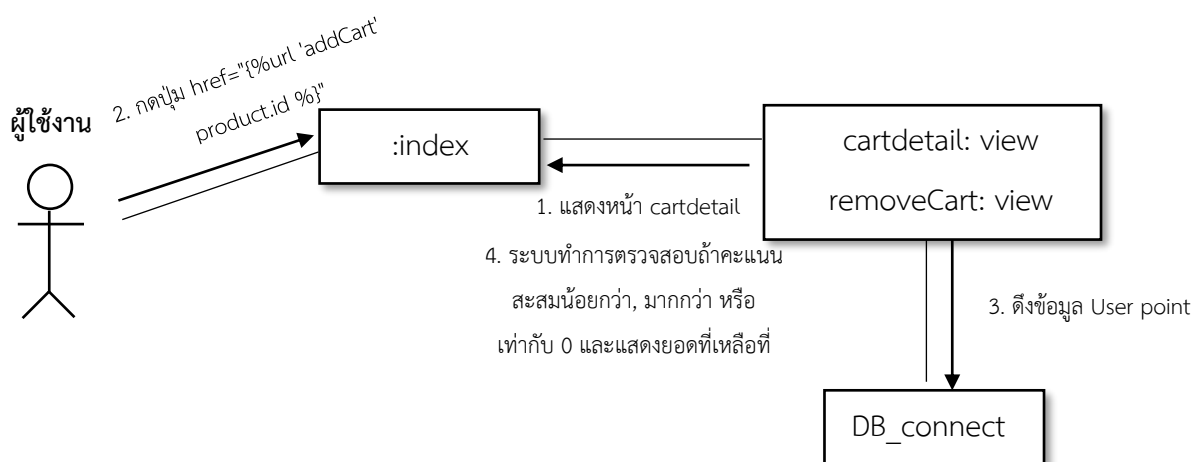 2. กดปุ่ม href="{%url 'addCart'
product.id %}"
ผู้ใช้งาน
:index
cartdetail: view
removeCart: view
1. แสดงหน้า cartdetail
4. ระบบทำการตรวจสอบถ้าคะแนน
สะสมน้อยกว่า, มากกว่า หรือ
เท่ากับ 0 และแสดงยอดที่เหลือที่
3. ดึงข้อมูล User point
DB_connect